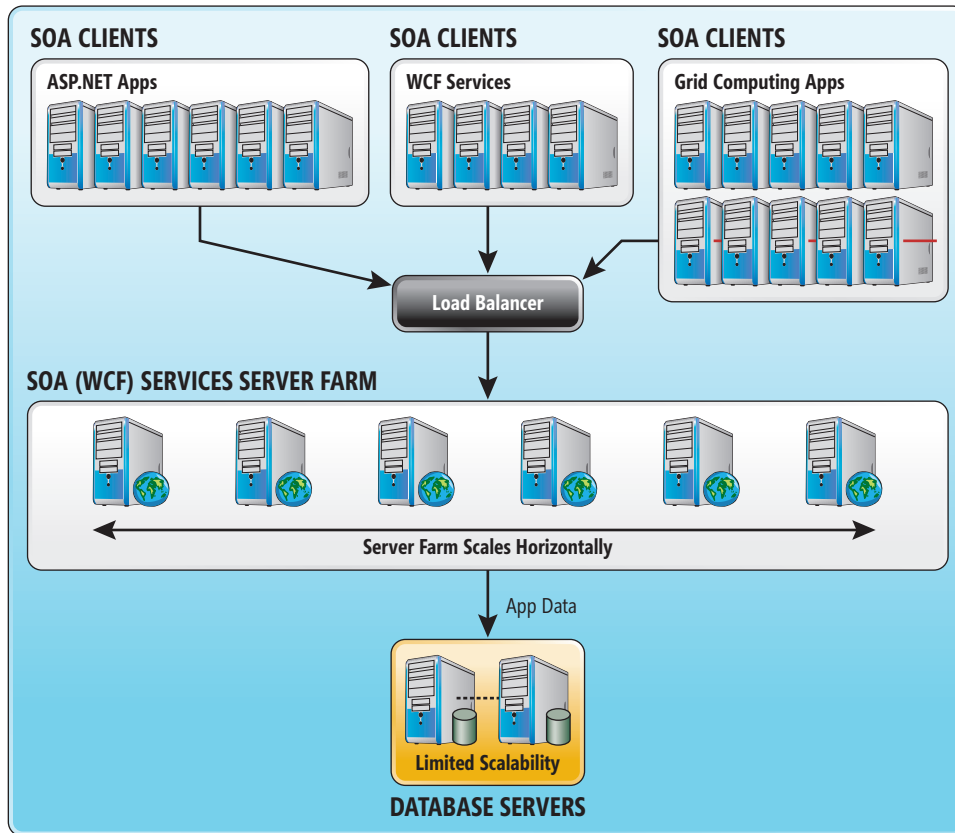 SOA CLIENTS
ASP.NET Apps
SOA CLIENTS
WCF Services
SOA CLIENTS
Grid Computing Apps
Load Balancer
SOA (WCF) SERVICES SERVER FARM
Server Farm Scales Horizontally
App Data
Limited Scalability
DATABASE SERVERS